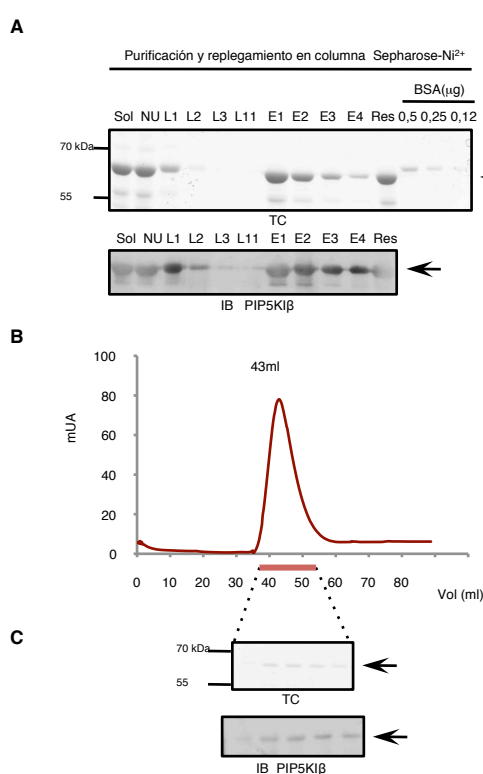 A
Purificación y replegamiento en columna Sepharose-Ni2+
BSA(μg)
Sol NU L1 L2 L3 L11 E1 E2 E3 E4 Res 0,5 0,25 0,12
70 kDa
55
TC
Sol NU L1 L2 L3 L11 E1 E2 E3 E4 Res
IB PIP5KIβ
B
100
80
60
40
20
0
mUA
43ml
0 10 20 30 40 50 60 70 80
Vol (ml)
C
70 kDa
55
TC
IB PIP5KIβ